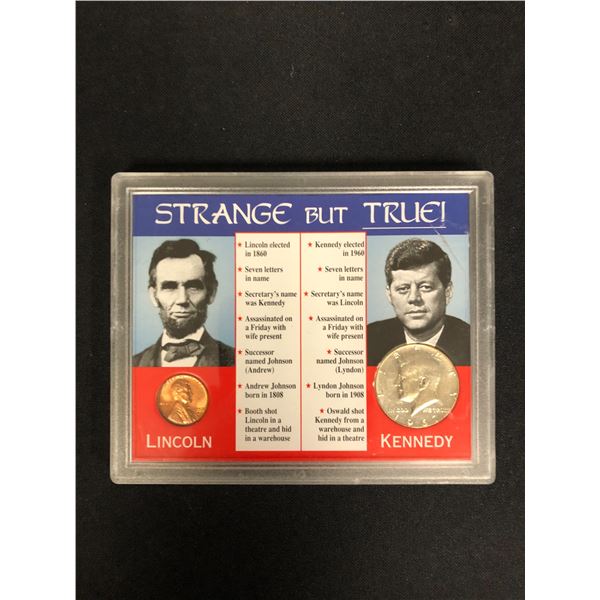 STRANGE BUT TRUE!
★ Lincoln elected
in 1860
★ Seven letters
in name
★ Secretary's name
was Kennedy
★ Assassinated on
a Friday with
wife present
★ Successor
named Johnson
(Andrew)
★ Andrew Johnson
born in 1808
★ Booth shot
Lincoln in a
theatre and hid
in a warehouse
★ Kennedy elected
in 1960
★ Seven letters
in name
★ Secretary's name
was Lincoln
★ Assassinated on
a Friday with
wife present
★ Successor
named Johnson
(Lyndon)
★ Lyndon Johnson
born in 1908
★ Oswald shot
Kennedy from a
warehouse and
hid in a theatre
LINCOLN
KENNEDY